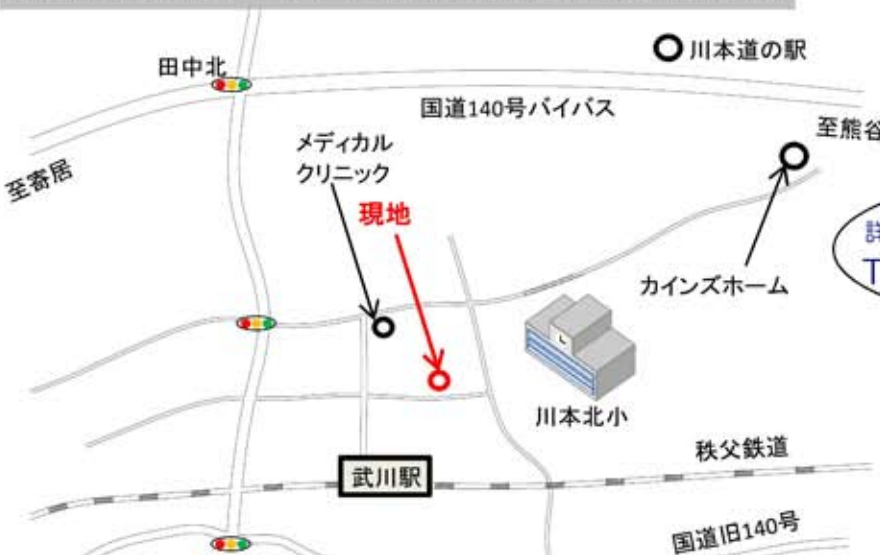 川本道の駅
田中北
国道140号バイパス
至熊谷
メディカル
クリニック
至寄居
現地
詳
T
カインズホーム
川本北小
秩父鉄道
武川駅
国道旧140号